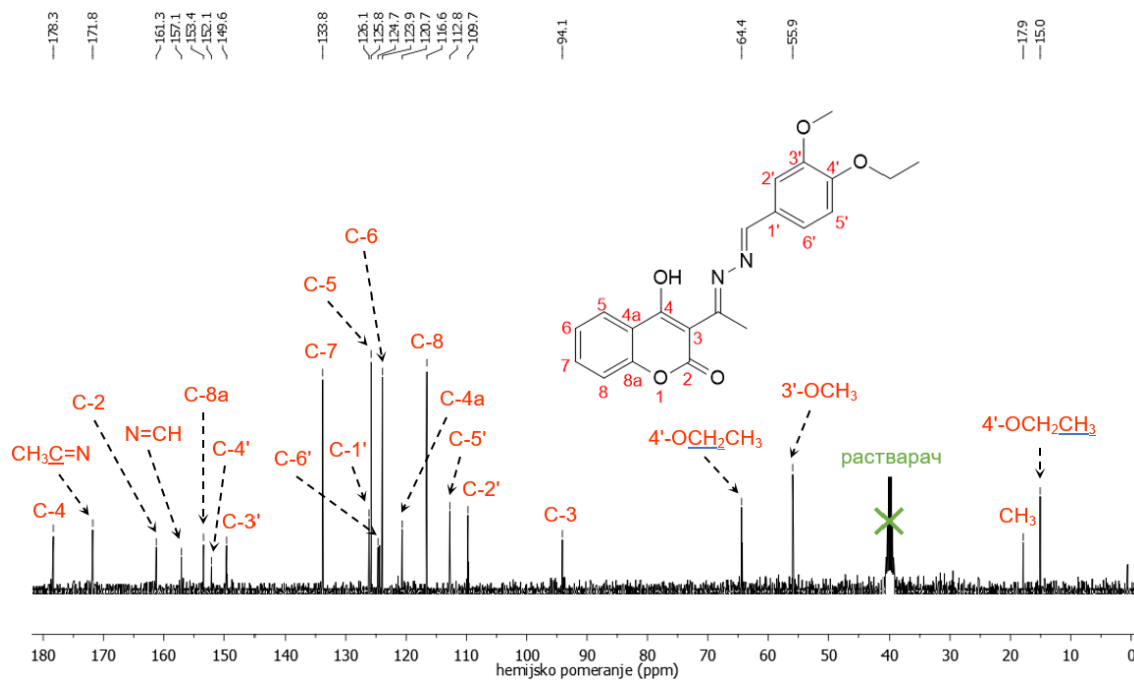 178.3
171.8
161.3
157.1
153.4
152.1
149.6
133.8
126.1
125.8
124.7
123.9
120.7
116.6
112.8
109.7
94.1
64.4
55.9
17.9
15.0
O
3'
O
4'
2'
5'
1'
6'
N
N
OH
5
4
4a
6
3
7
8a
2
8
O
1
O
C-6
C-5
C-7
C-8
3'-OCH3
C-4a
C-2
N=CH
C-8a
C-1'
4'-OCH2CH3
4'-OCH2CH3
CH3C=N
C-4'
C-6'
C-5'
растварач
C-4
C-3'
C-2'
C-3
CH3
180 170 160 150 140 130 120 110 100 90 80 70 60 50 40 30 20 10 0
hemijsko pomeranje (ppm)